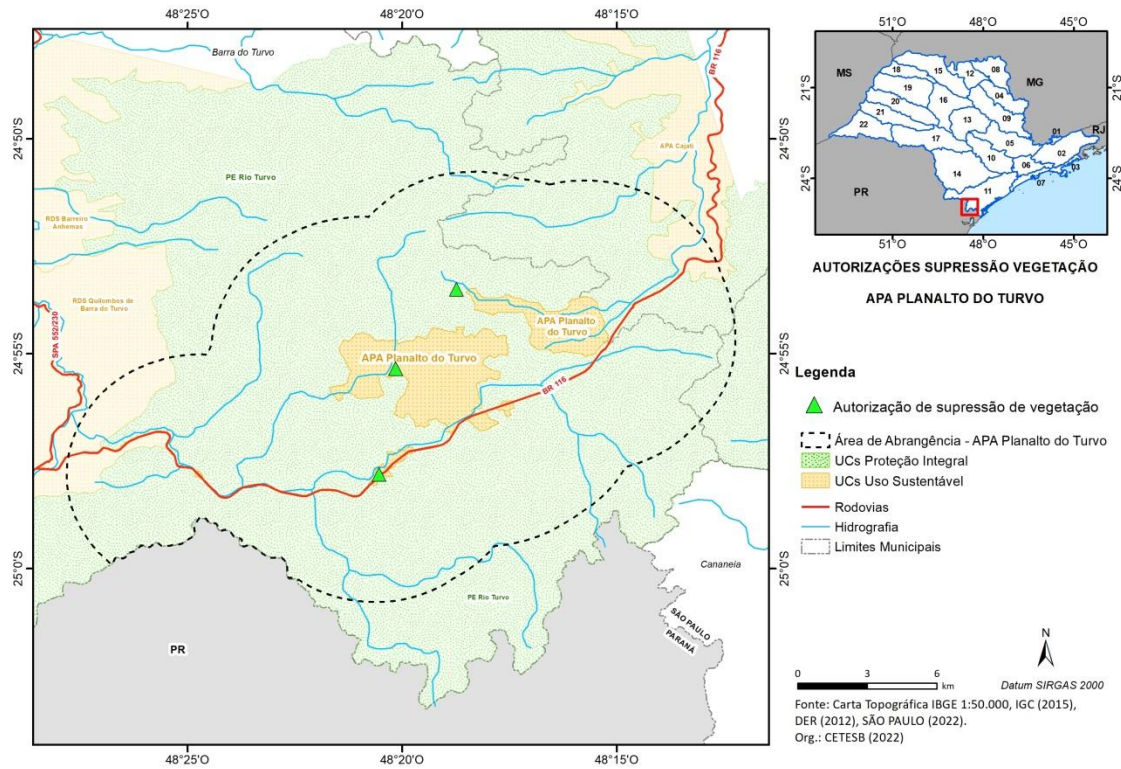 48°25'O
48°20'O
48°15'O
24°50'S
24°55'S
25°0'S
24°50'S
24°55'S
25°0'S
48°25'O
48°20'O
48°15'O
Barra do Turvo
BR 116
APA Cajati
PE Rio Turvo
RDS Barreiro
Anhemas
RDS Quilombos de
Barra do Turvo
SPA 552/230
APA Planalto
do Turvo
APA Planalto do Turvo
BR 116
PE Rio Turvo
Cananeia
SÃO PAULO
PARANÁ
PR
51°O
48°O
45°O
21°S
24°S
21°S
24°S
51°O
48°O
45°O
MS
MG
RJ
PR
18
15
12
08
19
04
20
16
21
13
09
22
17
05
01
02
03
10
06
14
07
11
AUTORIZAÇÕES SUPRESSÃO VEGETAÇÃO
APA PLANALTO DO TURVO
Legenda
Autorização de supressão de vegetação
Área de Abrangência - APA Planalto do Turvo
UCs Proteção Integral
UCs Uso Sustentável
Rodovias
Hidrografia
Limites Municipais
N
0 3 6
km
Datum SIRGAS 2000
Fonte: Carta Topográfica IBGE 1:50.000, IGC (2015),
DER (2012), SÃO PAULO (2022).
Org.: CETESB (2022)